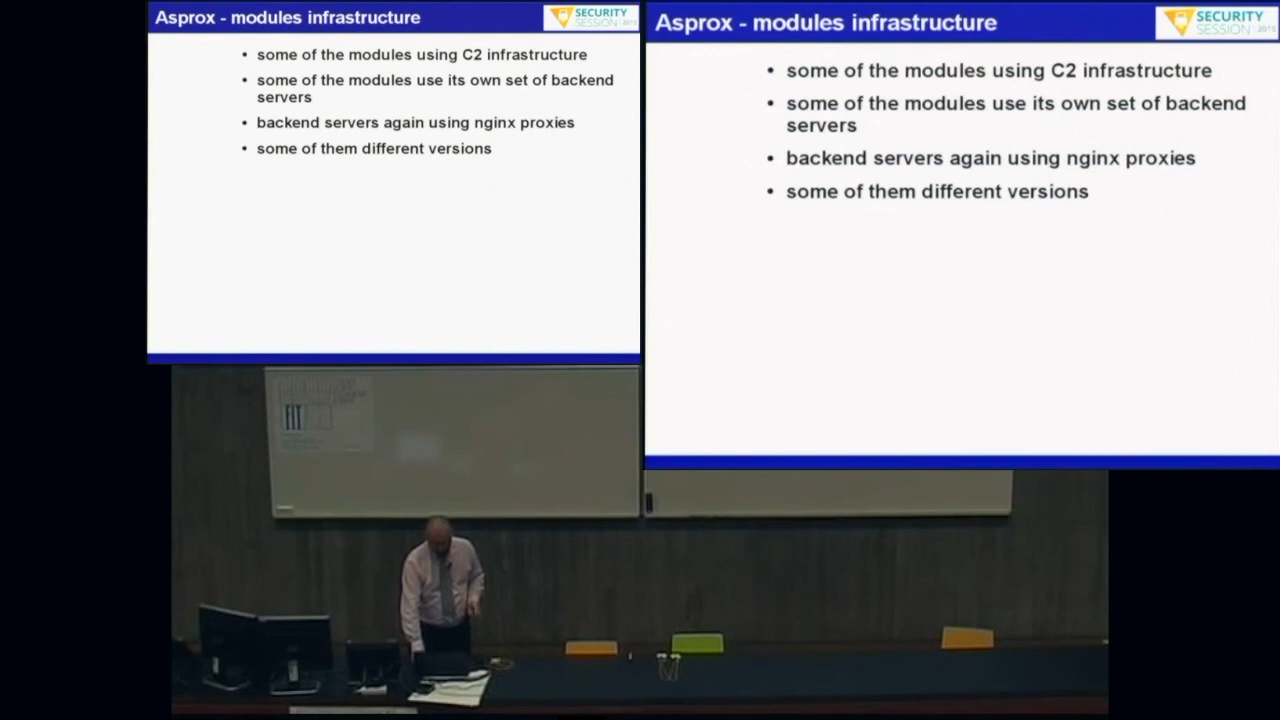 Asprox - modules infrastructure
SECURITY
SESSION 2015
• some of the modules using C2 infrastructure
• some of the modules use its own set of backend
servers
• backend servers again using nginx proxies
• some of them different versions
Asprox - modules infrastructure
SECURITY
SESSION 2015
• some of the modules using C2 infrastructure
• some of the modules use its own set of backend
servers
• backend servers again using nginx proxies
• some of them different versions
FIT